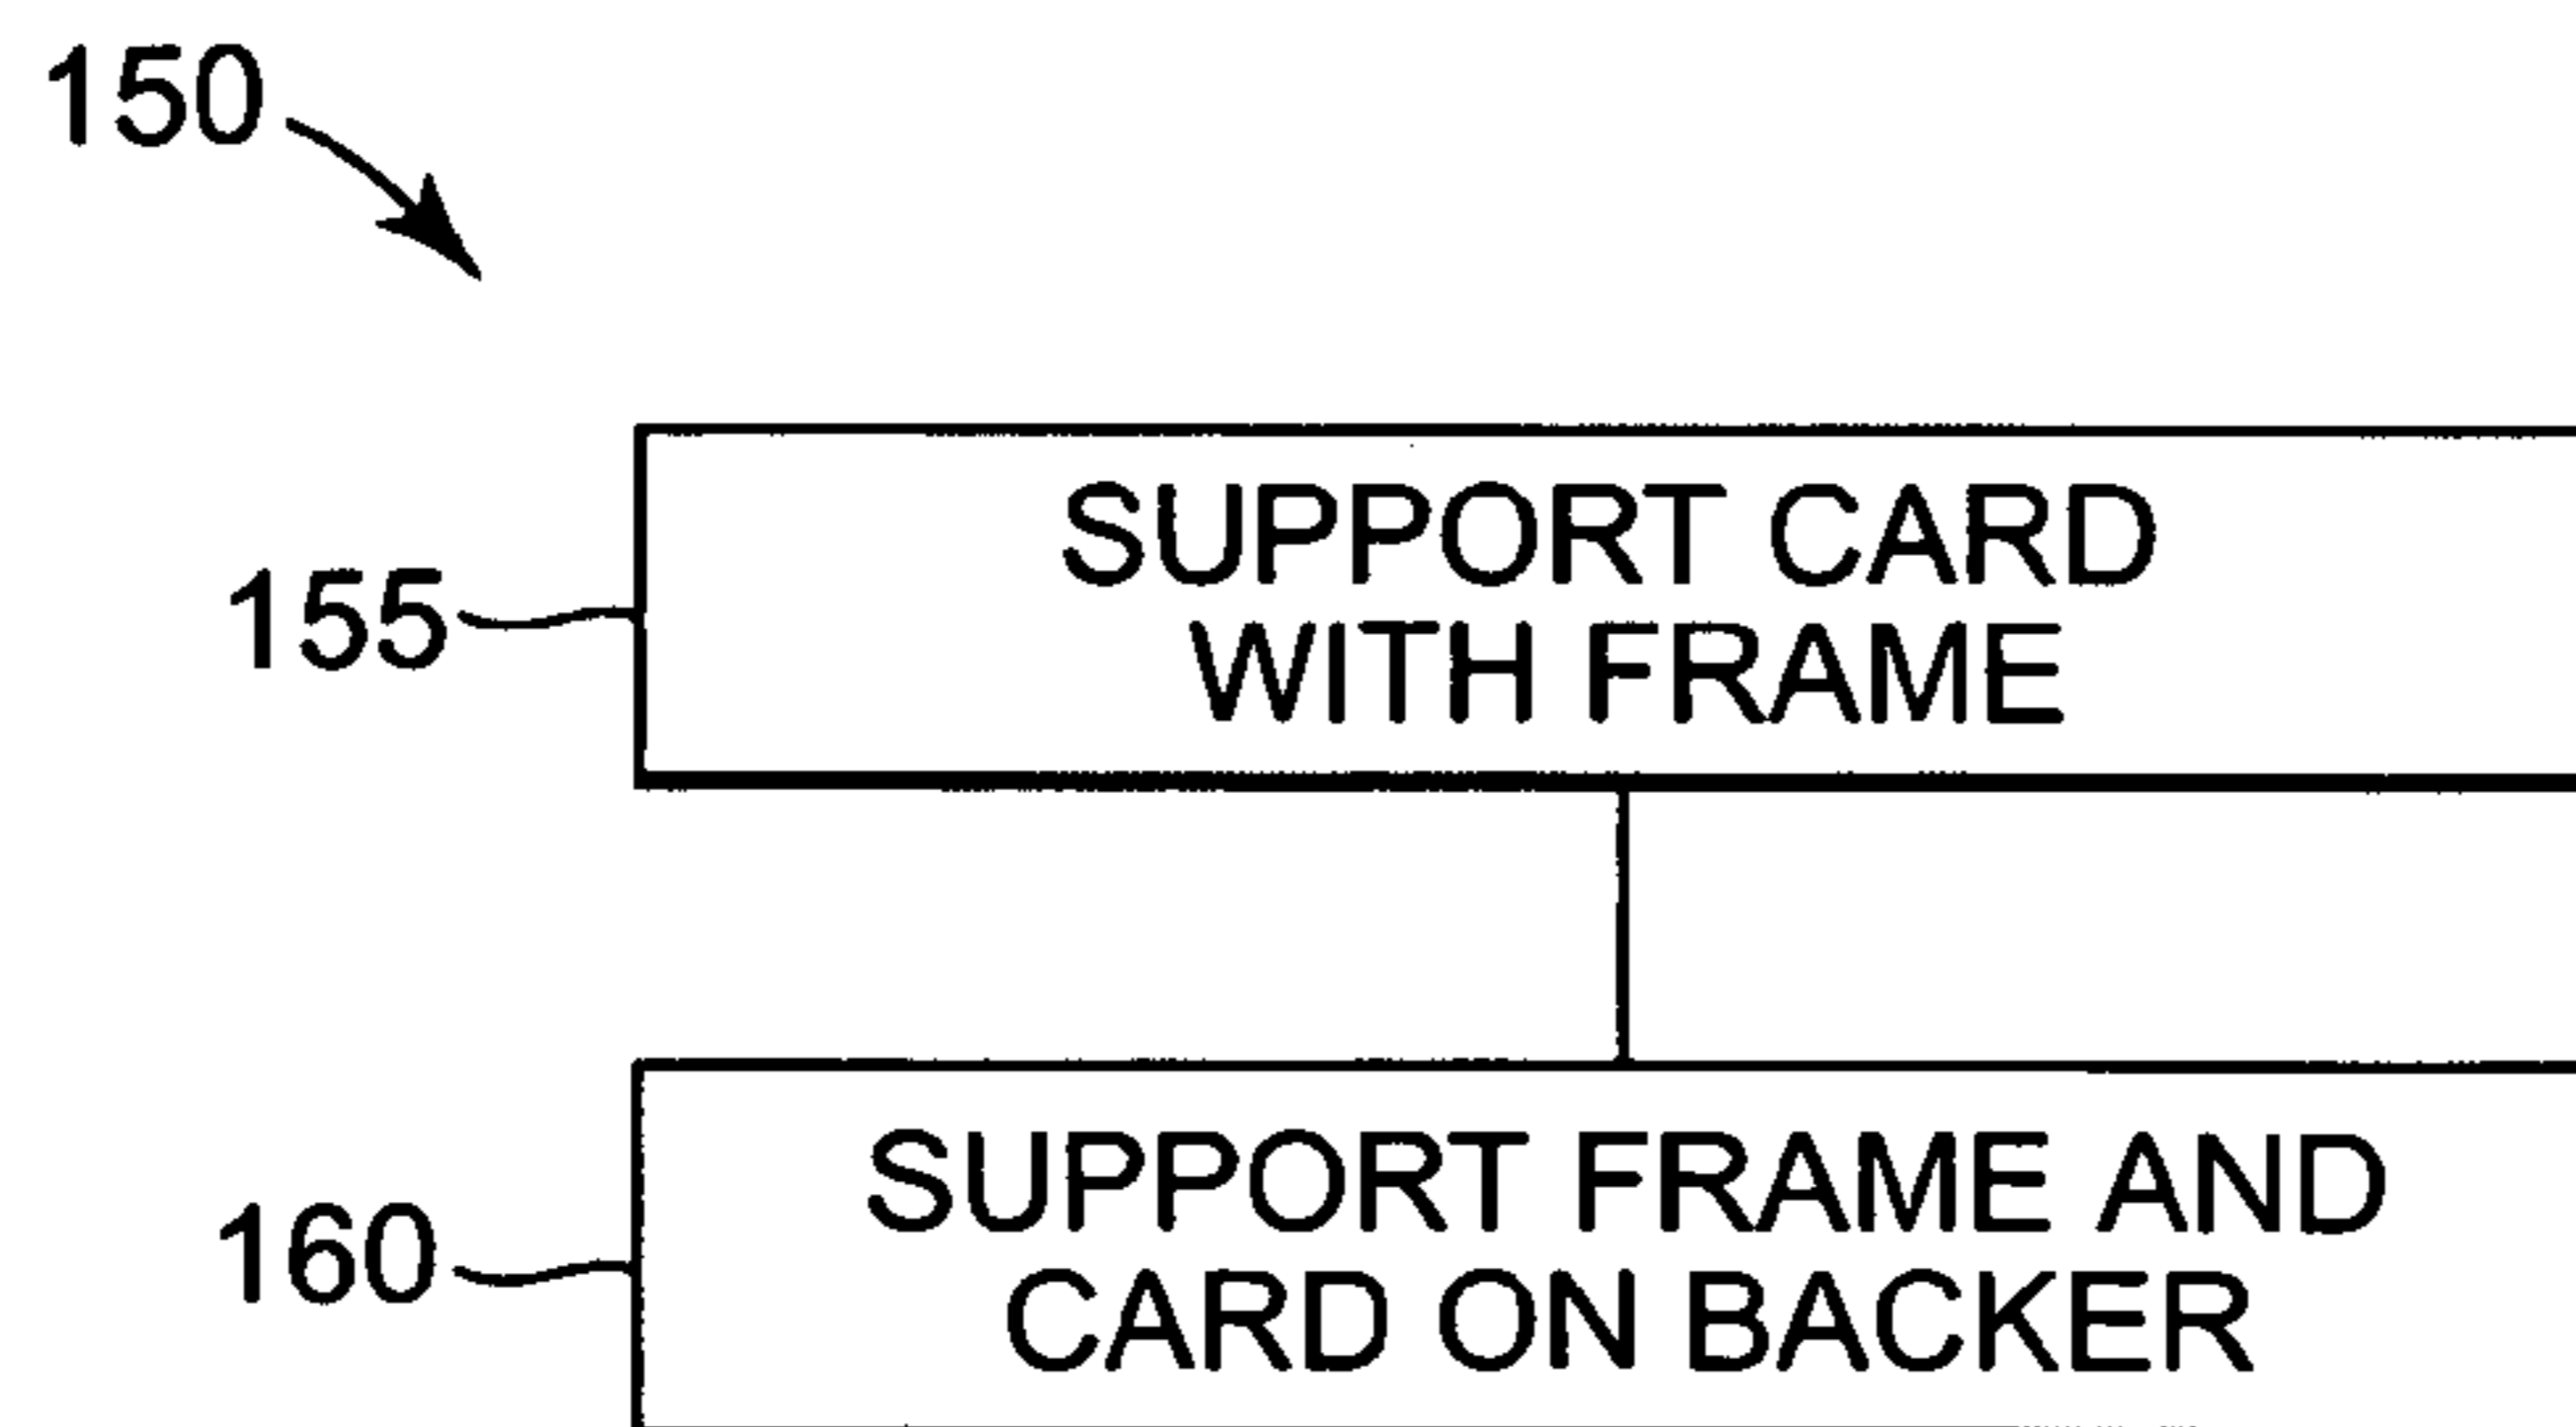 150
155
SUPPORT CARD
WITH FRAME
160
SUPPORT FRAME AND
CARD ON BACKER